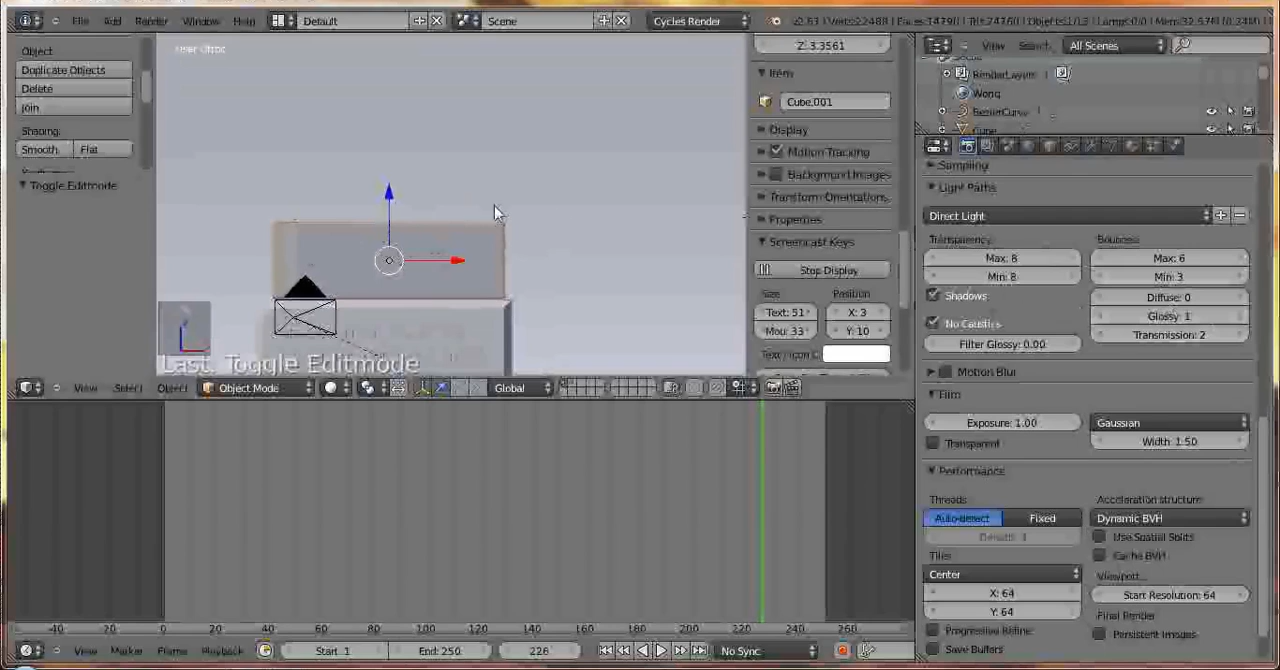 File Add Render Window Help Default Scene Cycles Render
User Ortho
Object
Duplicate Objects
Delete
Join
Shading:
Smooth Flat
Toggle Editmode
Last: Toggle Editmode
Z: 3.3561
Item
Cube.001
Display
Motion Tracking
Background Images
Transform Orientations
Properties
Screencast Keys
Stop Display
Size Position
Text: 51 X: 3
Mou: 33 Y: 10
View Search All Scenes
RenderLayers
World
BezierCurve
Cube
Sampling
Light Paths
Direct Light
Transparency: Bounces:
Max: 8 Max: 6
Min: 8 Min: 3
Shadows Diffuse: 0
Glossy: 1
No Caustics Transmission: 2
Filter Glossy: 0.00
Motion Blur
Film
Exposure: 1.00 Gaussian
Transparent Width: 1.50
Performance
Threads: Acceleration structure:
Auto-detect Fixed Dynamic BVH
Use Spatial Splits
Tiles: Cache BVH
Center Viewport:
X: 64 Start Resolution: 64
Y: 64 Final Render:
Progressive Refine Persistent Images
Save Buffers
View Select Object Object Mode Global
-40 -20 0 20 40 60 80 100 120 140 160 180 200 220 240 260
View Marker Frame Playback Start: 1 End: 250 226 No Sync